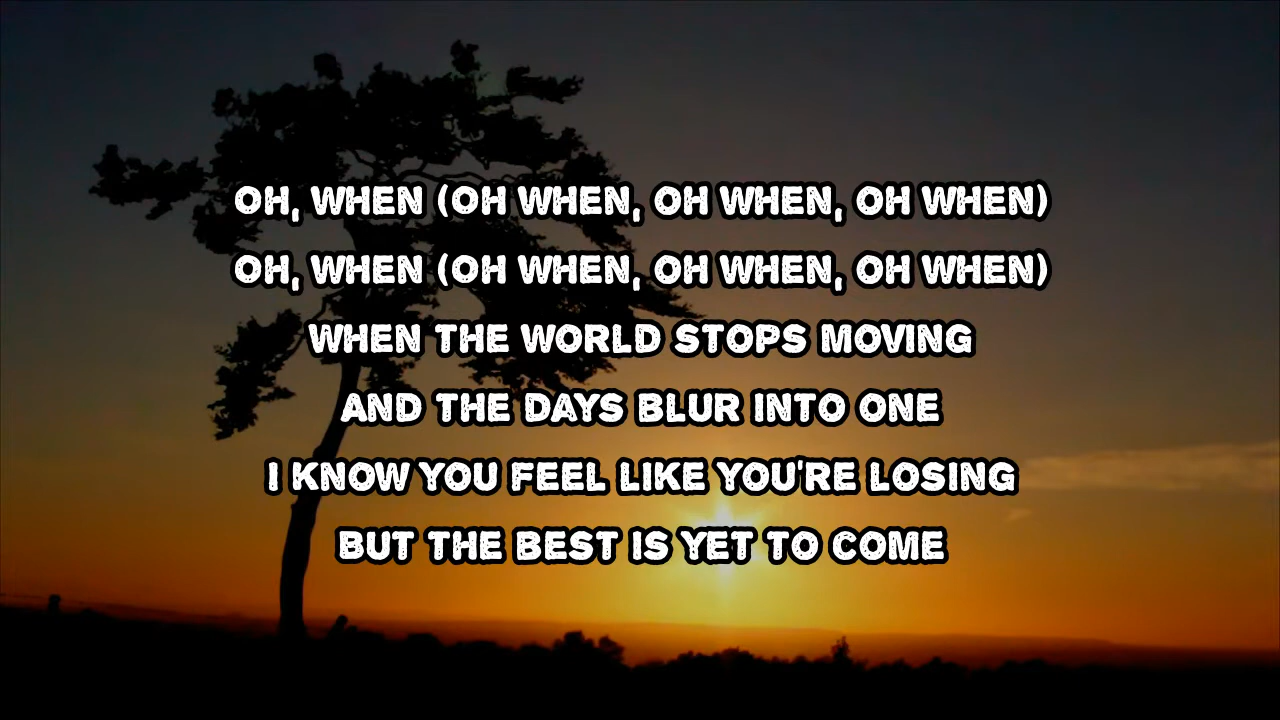 OH, WHEN (OH WHEN, OH WHEN, OH WHEN)
OH, WHEN (OH WHEN, OH WHEN, OH WHEN)
WHEN THE WORLD STOPS MOVING
AND THE DAYS BLUR INTO ONE
I KNOW YOU FEEL LIKE YOU'RE LOSING
BUT THE BEST IS YET TO COME